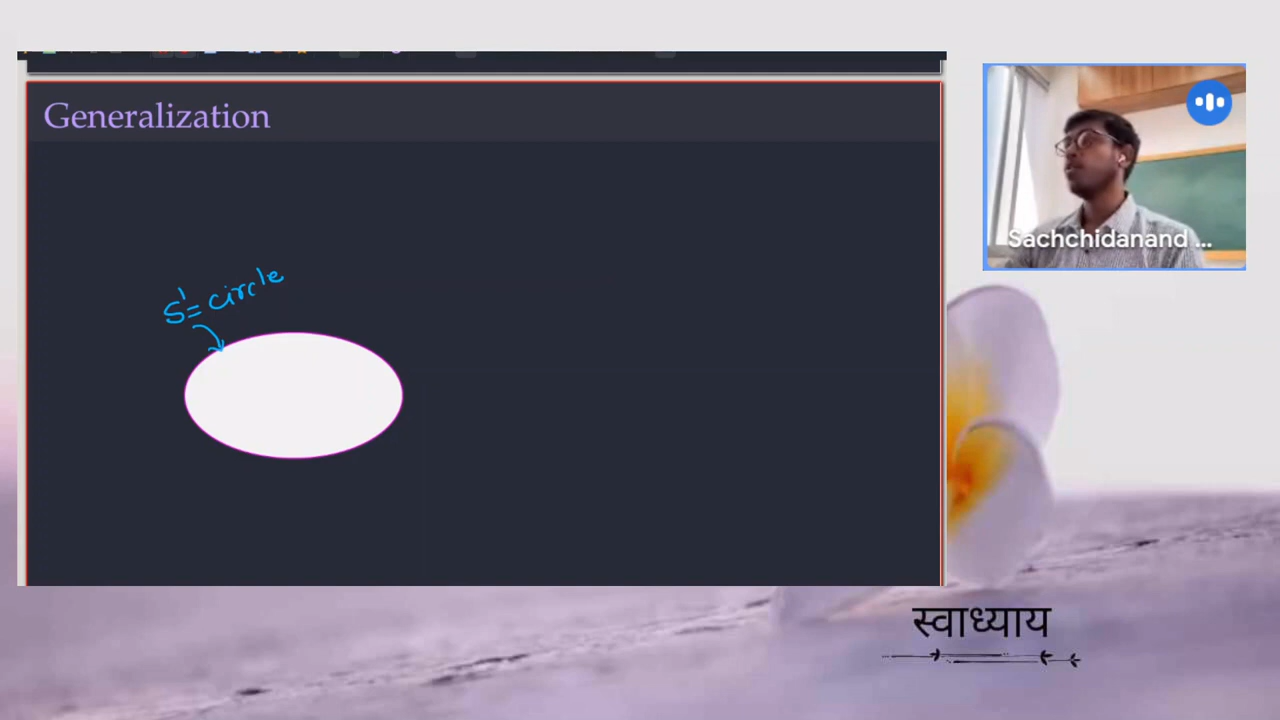 Generalization
S¹ = circle
Sachchidanand ...
स्वाध्याय